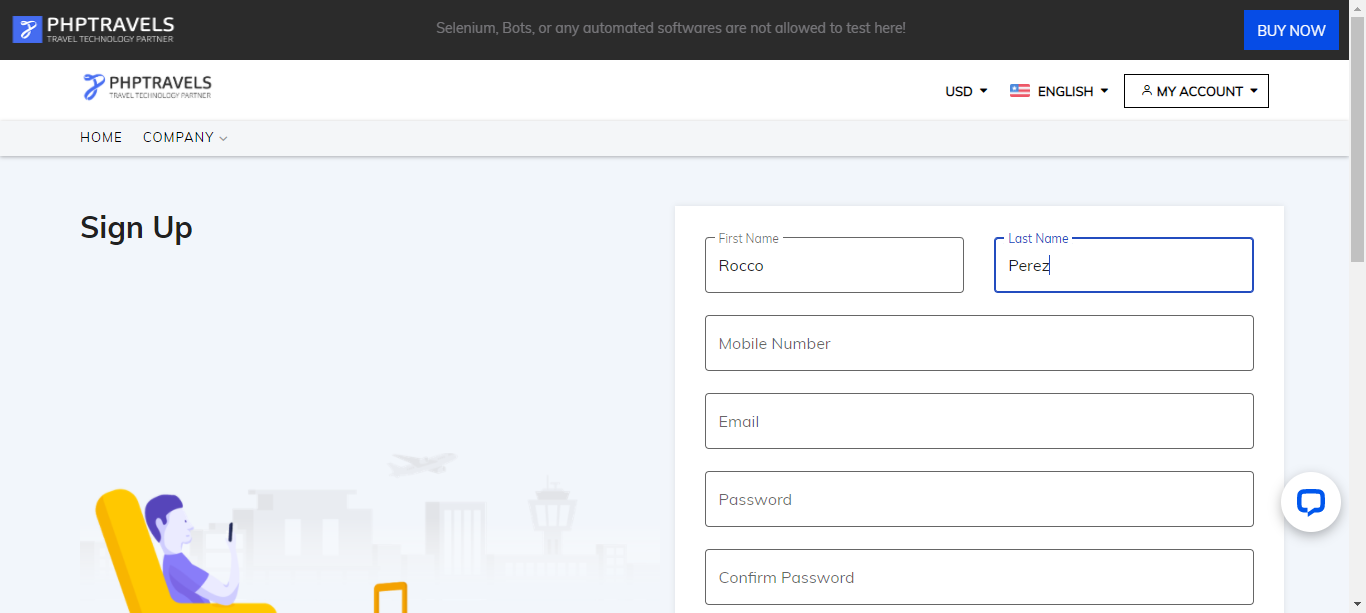 PHPTRAVELS
TRAVEL TECHNOLOGY PARTNER
Selenium, Bots, or any automated softwares are not allowed to test here!
BUY NOW
PHPTRAVELS
TRAVEL TECHNOLOGY PARTNER
USD
ENGLISH
MY ACCOUNT
HOME
COMPANY
Sign Up
First Name
Last Name
Rocco
Perez
Mobile Number
Email
Password
Confirm Password